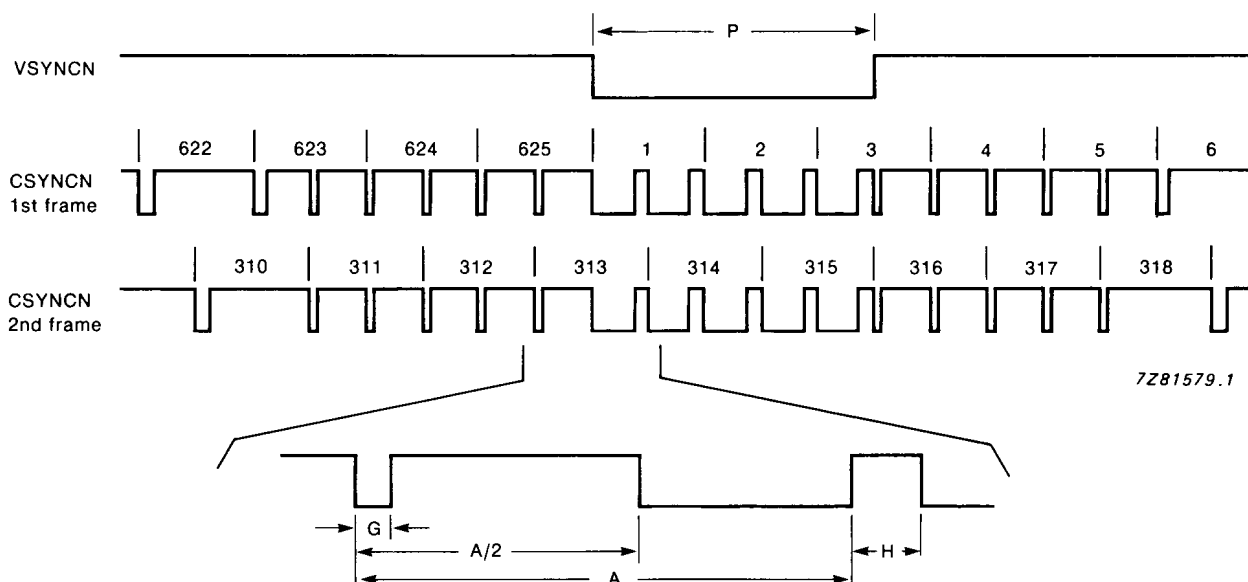 P
VSYNCN
622 623 624 625 1 2 3 4 5 6
CSYNCN
1st frame
310 311 312 313 314 315 316 317 318
CSYNCN
2nd frame
7Z81579.1
G
A/2
H
A